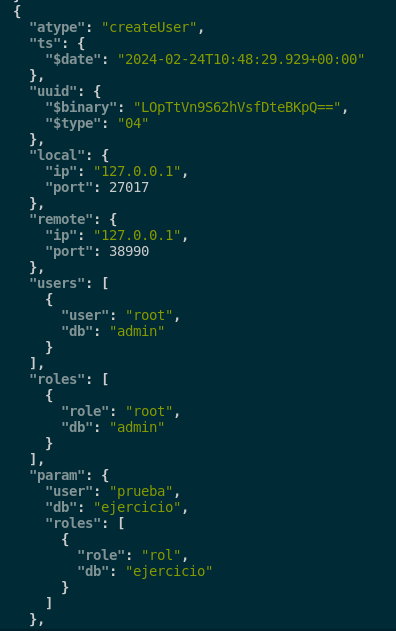 {
  "atype": "createUser",
  "ts": {
    "$date": "2024-02-24T10:48:29.929+00:00"
  },
  "uuid": {
    "$binary": "LOpTtVn9S62hVsfDteBKpQ==",
    "$type": "04"
  },
  "local": {
    "ip": "127.0.0.1",
    "port": 27017
  },
  "remote": {
    "ip": "127.0.0.1",
    "port": 38990
  },
  "users": [
    {
      "user": "root",
      "db": "admin"
    }
  ],
  "roles": [
    {
      "role": "root",
      "db": "admin"
    }
  ],
  "param": {
    "user": "prueba",
    "db": "ejercicio",
    "roles": [
      {
        "role": "rol",
        "db": "ejercicio"
      }
    ]
  },